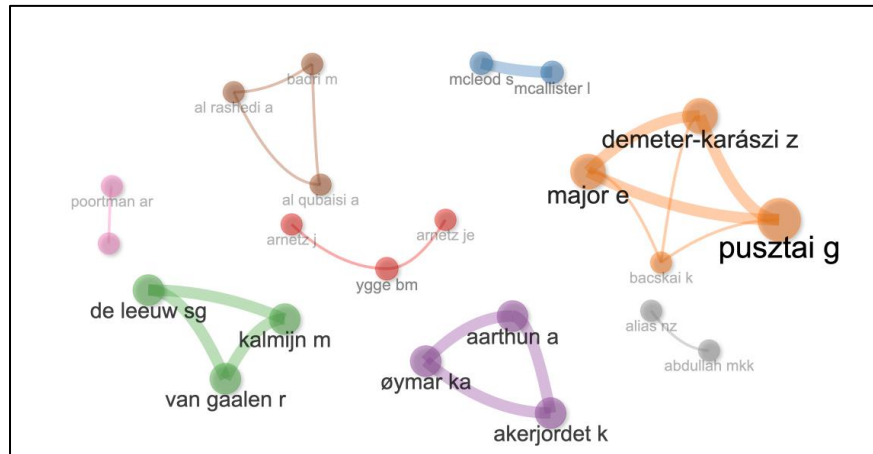 badri m
mcleod s
mcallister l
al rashedi a
demeter-karászi z
poortman ar
al qubaisi a
major e
arnetz j
arnetz je
pusztai g
ygge bm
bacskai k
de leeuw sg
kalmijn m
aarthun a
alias nz
øymar ka
abdullah mkk
van gaalen r
akerjordet k